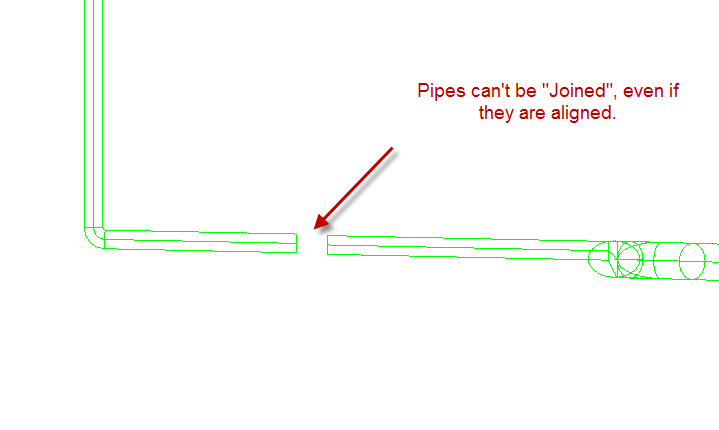 Pipes can't be "Joined", even if
they are aligned.